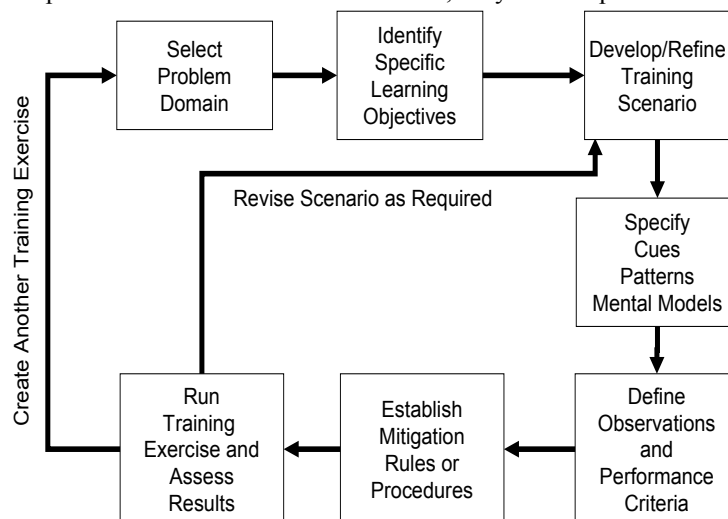 Select
Problem
Domain
Identify
Specific
Learning
Objectives
Develop/Refine
Training
Scenario
Revise Scenario as Required
Specify
Cues
Patterns
Mental Models
Create Another Training Exercise
Run
Training
Exercise and
Assess
Results
Establish
Mitigation
Rules or
Procedures
Define
Observations
and
Performance
Criteria